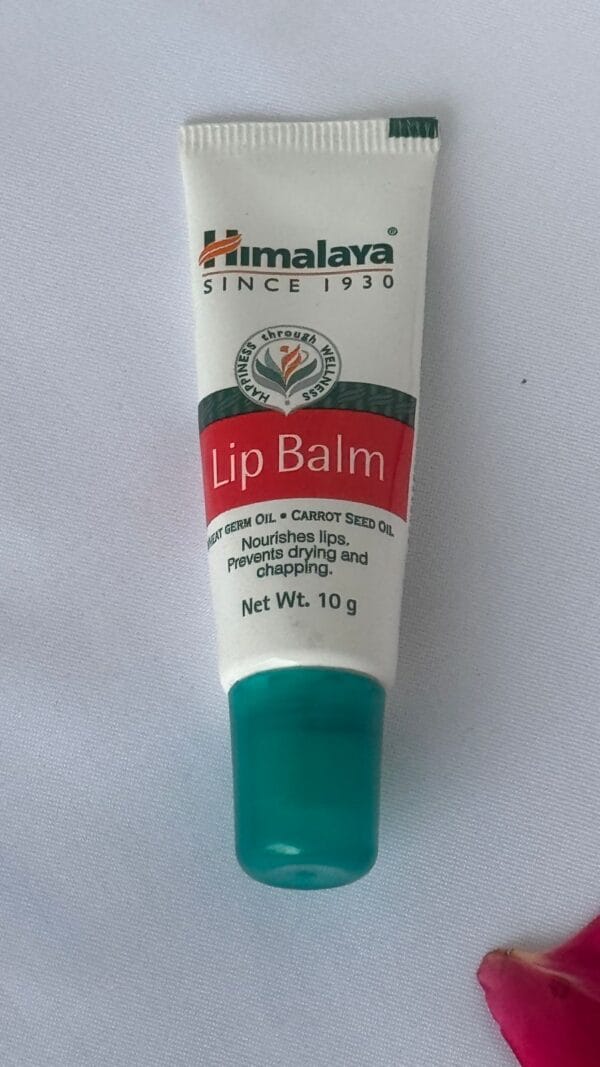 Himalaya®
SINCE 1930
HAPPINESS through WELLNESS
Lip Balm
GERM OIL • CARROT SEED OIL
Nourishes lips.
Prevents drying and
chapping.
Net Wt. 10 g